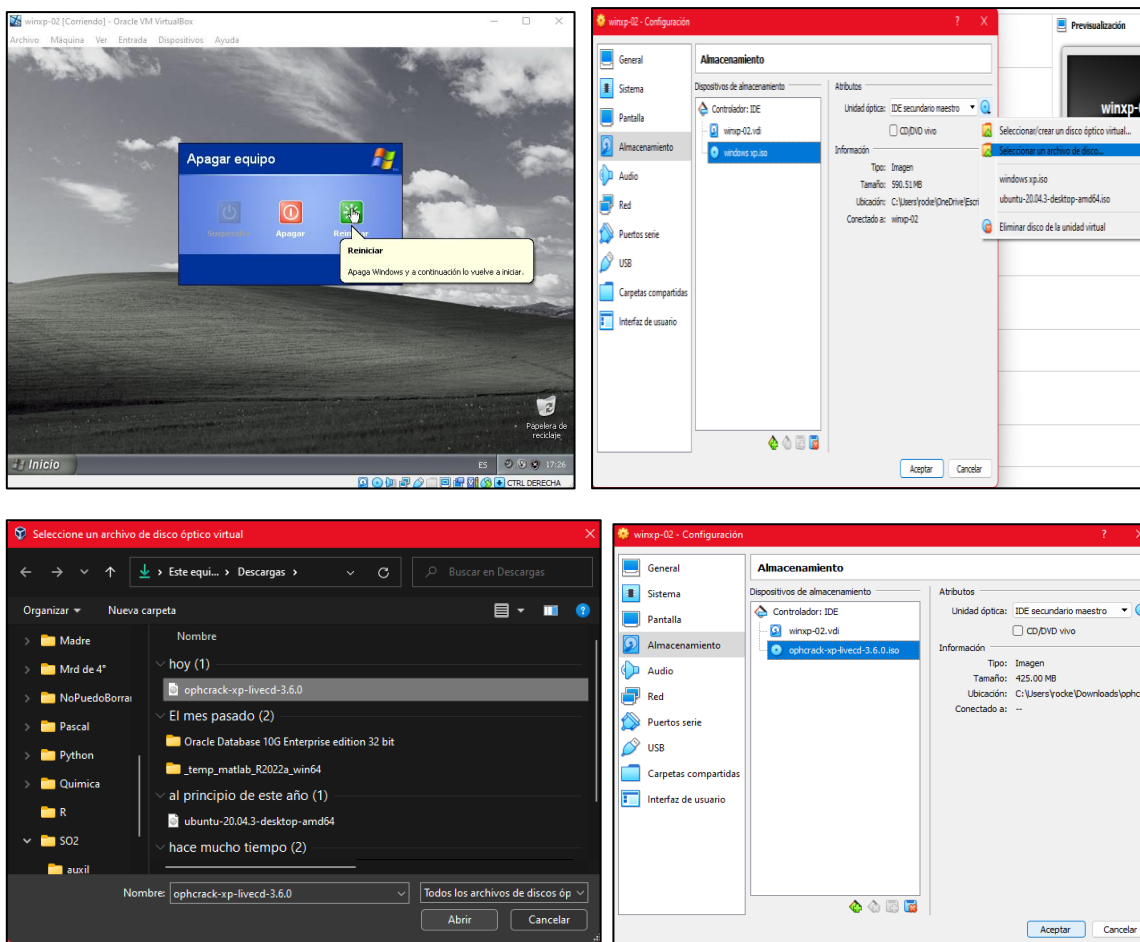 winxp-02 [Corriendo] - Oracle VM VirtualBox
Archivo Máquina Ver Entrada Dispositivos Ayuda
Apagar equipo
Suspender Apagar Reiniciar
Reiniciar
Apaga Windows y a continuación lo vuelve a iniciar.
Papelera de
reciclaje
Inicio
ES 17:26
CTRL DERECHA
winxp-02 - Configuración
General
Sistema
Pantalla
Almacenamiento
Audio
Red
Puertos serie
USB
Carpetas compartidas
Interfaz de usuario
Almacenamiento
Dispositivos de almacenamiento
Controlador: IDE
winxp-02.vdi
windows xp.iso
Atributos
Unidad óptica: IDE secundario maestro
CD/DVD vivo
Información
Tipo: Imagen
Tamaño: 590.51 MB
Ubicación: C:\Users\rocke\OneDrive\Escri
Conectado a: winxp-02
Aceptar Cancelar
Previsualización
winxp-0
Seleccionar/crear un disco óptico virtual...
Seleccionar un archivo de disco...
windows xp.iso
ubuntu-20.04.3-desktop-amd64.iso
Eliminar disco de la unidad virtual
Seleccione un archivo de disco óptico virtual
Este equi... › Descargas ›
Buscar en Descargas
Organizar Nueva carpeta
Madre
Mrd de 4°
NoPuedoBorrar
Pascal
Python
Quimica
R
SO2
auxil
Nombre
hoy (1)
ophcrack-xp-livecd-3.6.0
El mes pasado (2)
Oracle Database 10G Enterprise edition 32 bit
_temp_matlab_R2022a_win64
al principio de este año (1)
ubuntu-20.04.3-desktop-amd64
hace mucho tiempo (2)
Nombre: ophcrack-xp-livecd-3.6.0
Todos los archivos de discos óp
Abrir Cancelar
winxp-02 - Configuración
General
Sistema
Pantalla
Almacenamiento
Audio
Red
Puertos serie
USB
Carpetas compartidas
Interfaz de usuario
Almacenamiento
Dispositivos de almacenamiento
Controlador: IDE
winxp-02.vdi
ophcrack-xp-livecd-3.6.0.iso
Atributos
Unidad óptica: IDE secundario maestro
CD/DVD vivo
Información
Tipo: Imagen
Tamaño: 425.00 MB
Ubicación: C:\Users\rocke\Downloads\ophc
Conectado a: --
Aceptar Cancelar